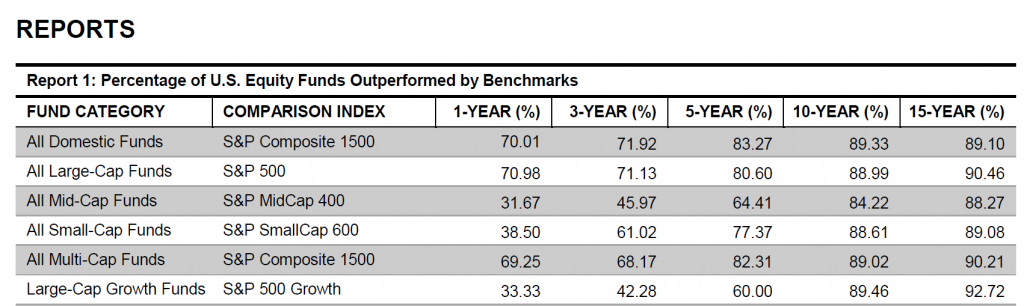 REPORTS
Report 1: Percentage of U.S. Equity Funds Outperformed by Benchmarks
FUND CATEGORY COMPARISON INDEX 1-YEAR (%) 3-YEAR (%) 5-YEAR (%) 10-YEAR (%) 15-YEAR (%)
All Domestic Funds S&P Composite 1500 70.01 71.92 83.27 89.33 89.10
All Large-Cap Funds S&P 500 70.98 71.13 80.60 88.99 90.46
All Mid-Cap Funds S&P MidCap 400 31.67 45.97 64.41 84.22 88.27
All Small-Cap Funds S&P SmallCap 600 38.50 61.02 77.37 88.61 89.08
All Multi-Cap Funds S&P Composite 1500 69.25 68.17 82.31 89.02 90.21
Large-Cap Growth Funds S&P 500 Growth 33.33 42.28 60.00 89.46 92.72